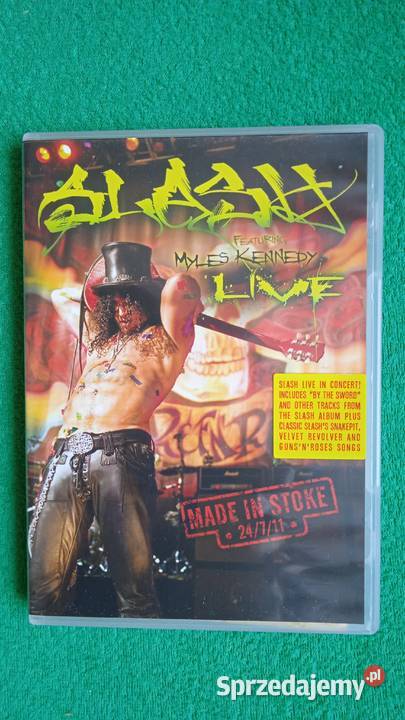 SLASH
FEATURING
MYLES KENNEDY
LIVE
SLASH LIVE IN CONCERT!
INCLUDES "BY THE SWORD"
AND OTHER TRACKS FROM
THE SLASH ALBUM PLUS
CLASSIC SLASH'S SNAKEPIT,
VELVET REVOLVER AND
GUNS'N'ROSES SONGS
MADE IN STOKE
24/7/11
Sprzedajemy.pl